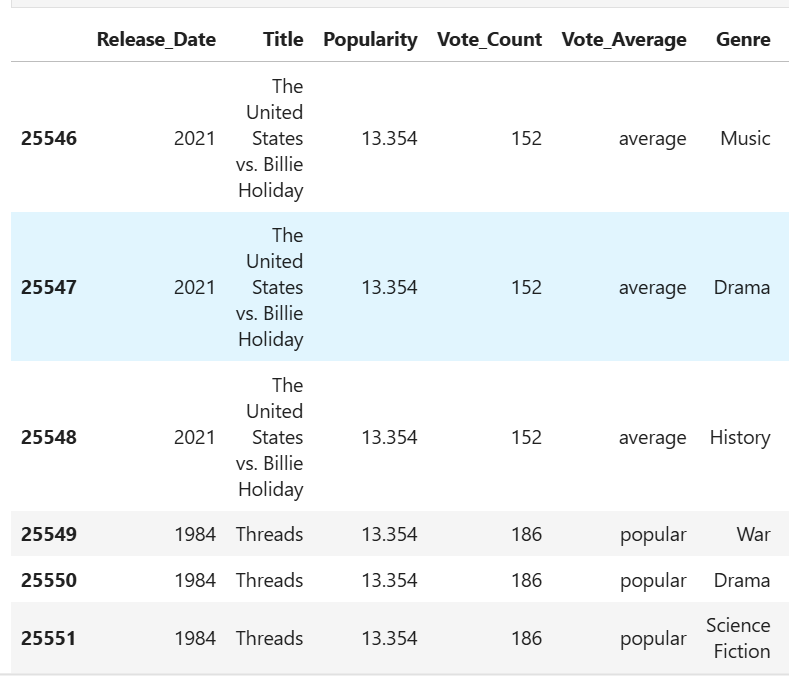 Release_Date Title Popularity Vote_Count Vote_Average Genre
25546 2021 The United States vs. Billie Holiday 13.354 152 average Music
25547 2021 The United States vs. Billie Holiday 13.354 152 average Drama
25548 2021 The United States vs. Billie Holiday 13.354 152 average History
25549 1984 Threads 13.354 186 popular War
25550 1984 Threads 13.354 186 popular Drama
25551 1984 Threads 13.354 186 popular Science Fiction